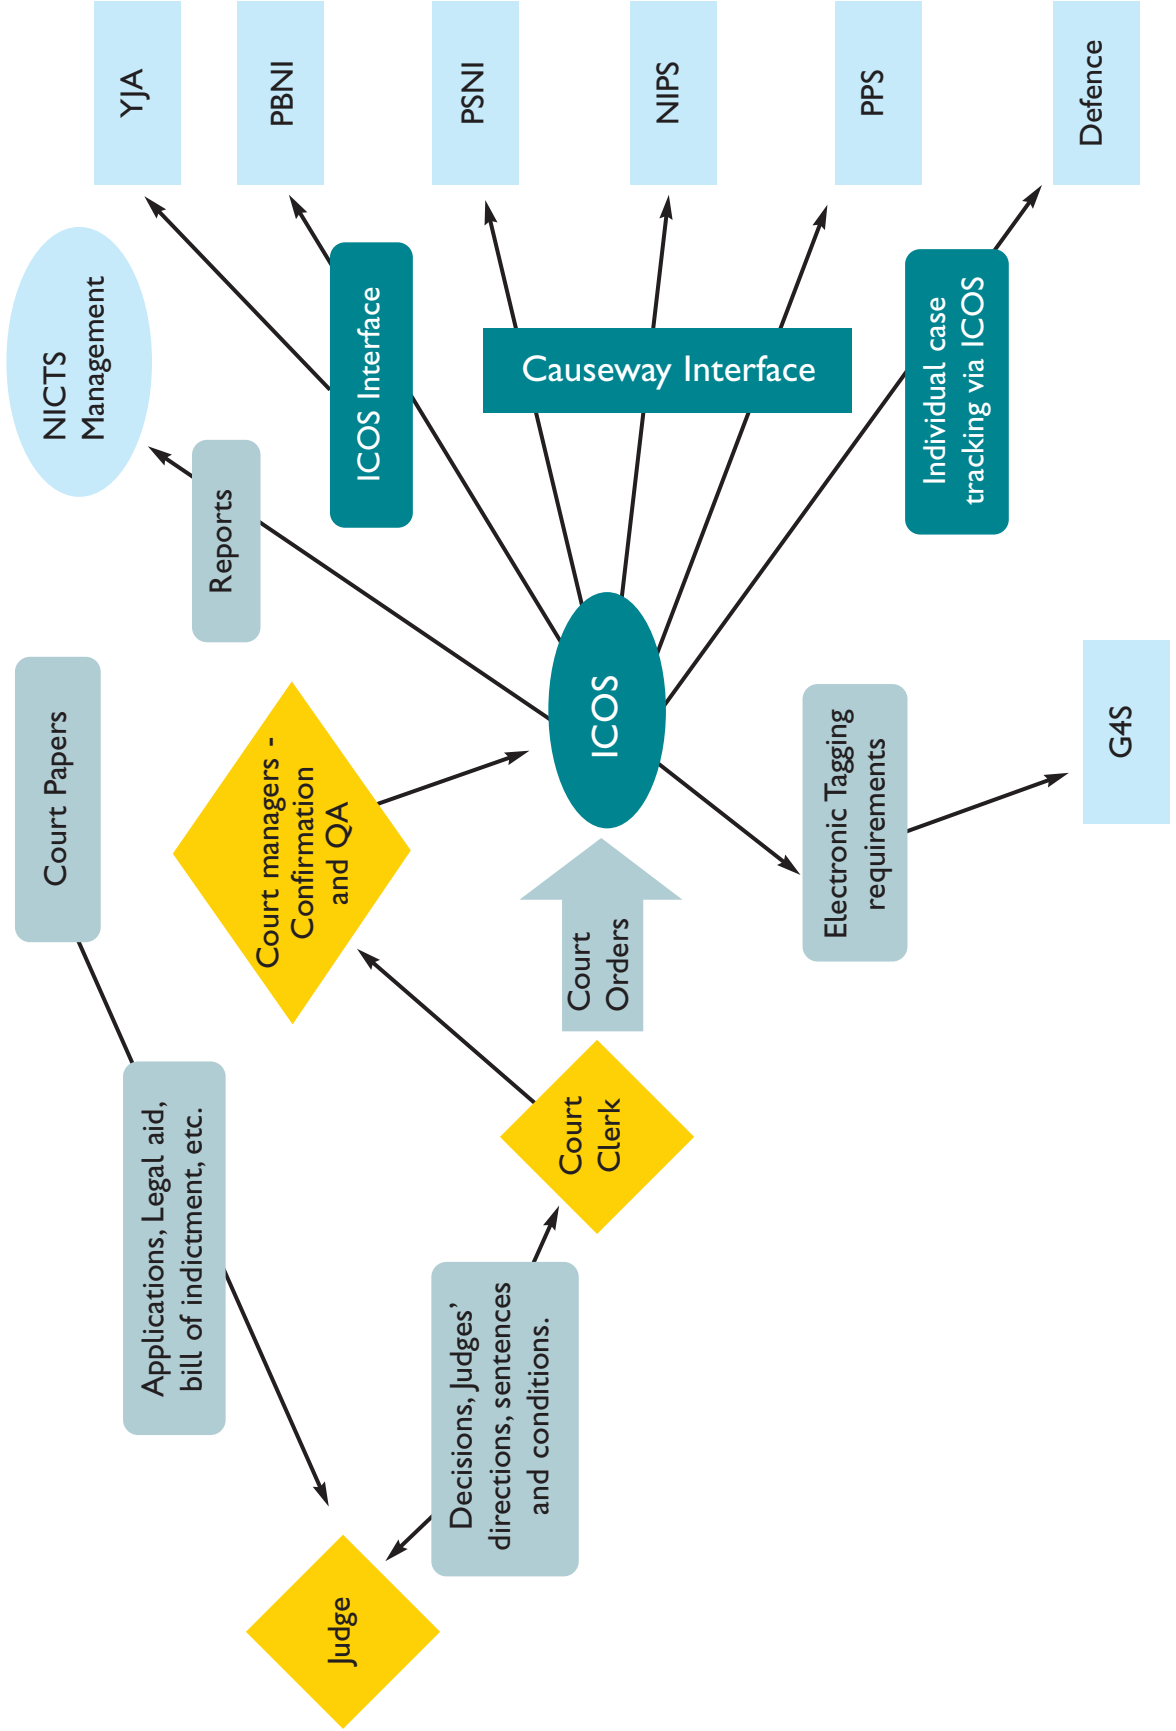 Judge
Applications, Legal aid,
bill of indictment, etc.
Court Papers
Decisions, Judges’
directions, sentences
and conditions.
Court
Clerk
Court managers -
Confirmation
and QA
Court
Orders
ICOS
Reports
NICTS
Management
ICOS Interface
Causeway Interface
Individual case
tracking via ICOS
Electronic Tagging
requirements
G4S
YJA
PBNI
PSNI
NIPS
PPS
Defence